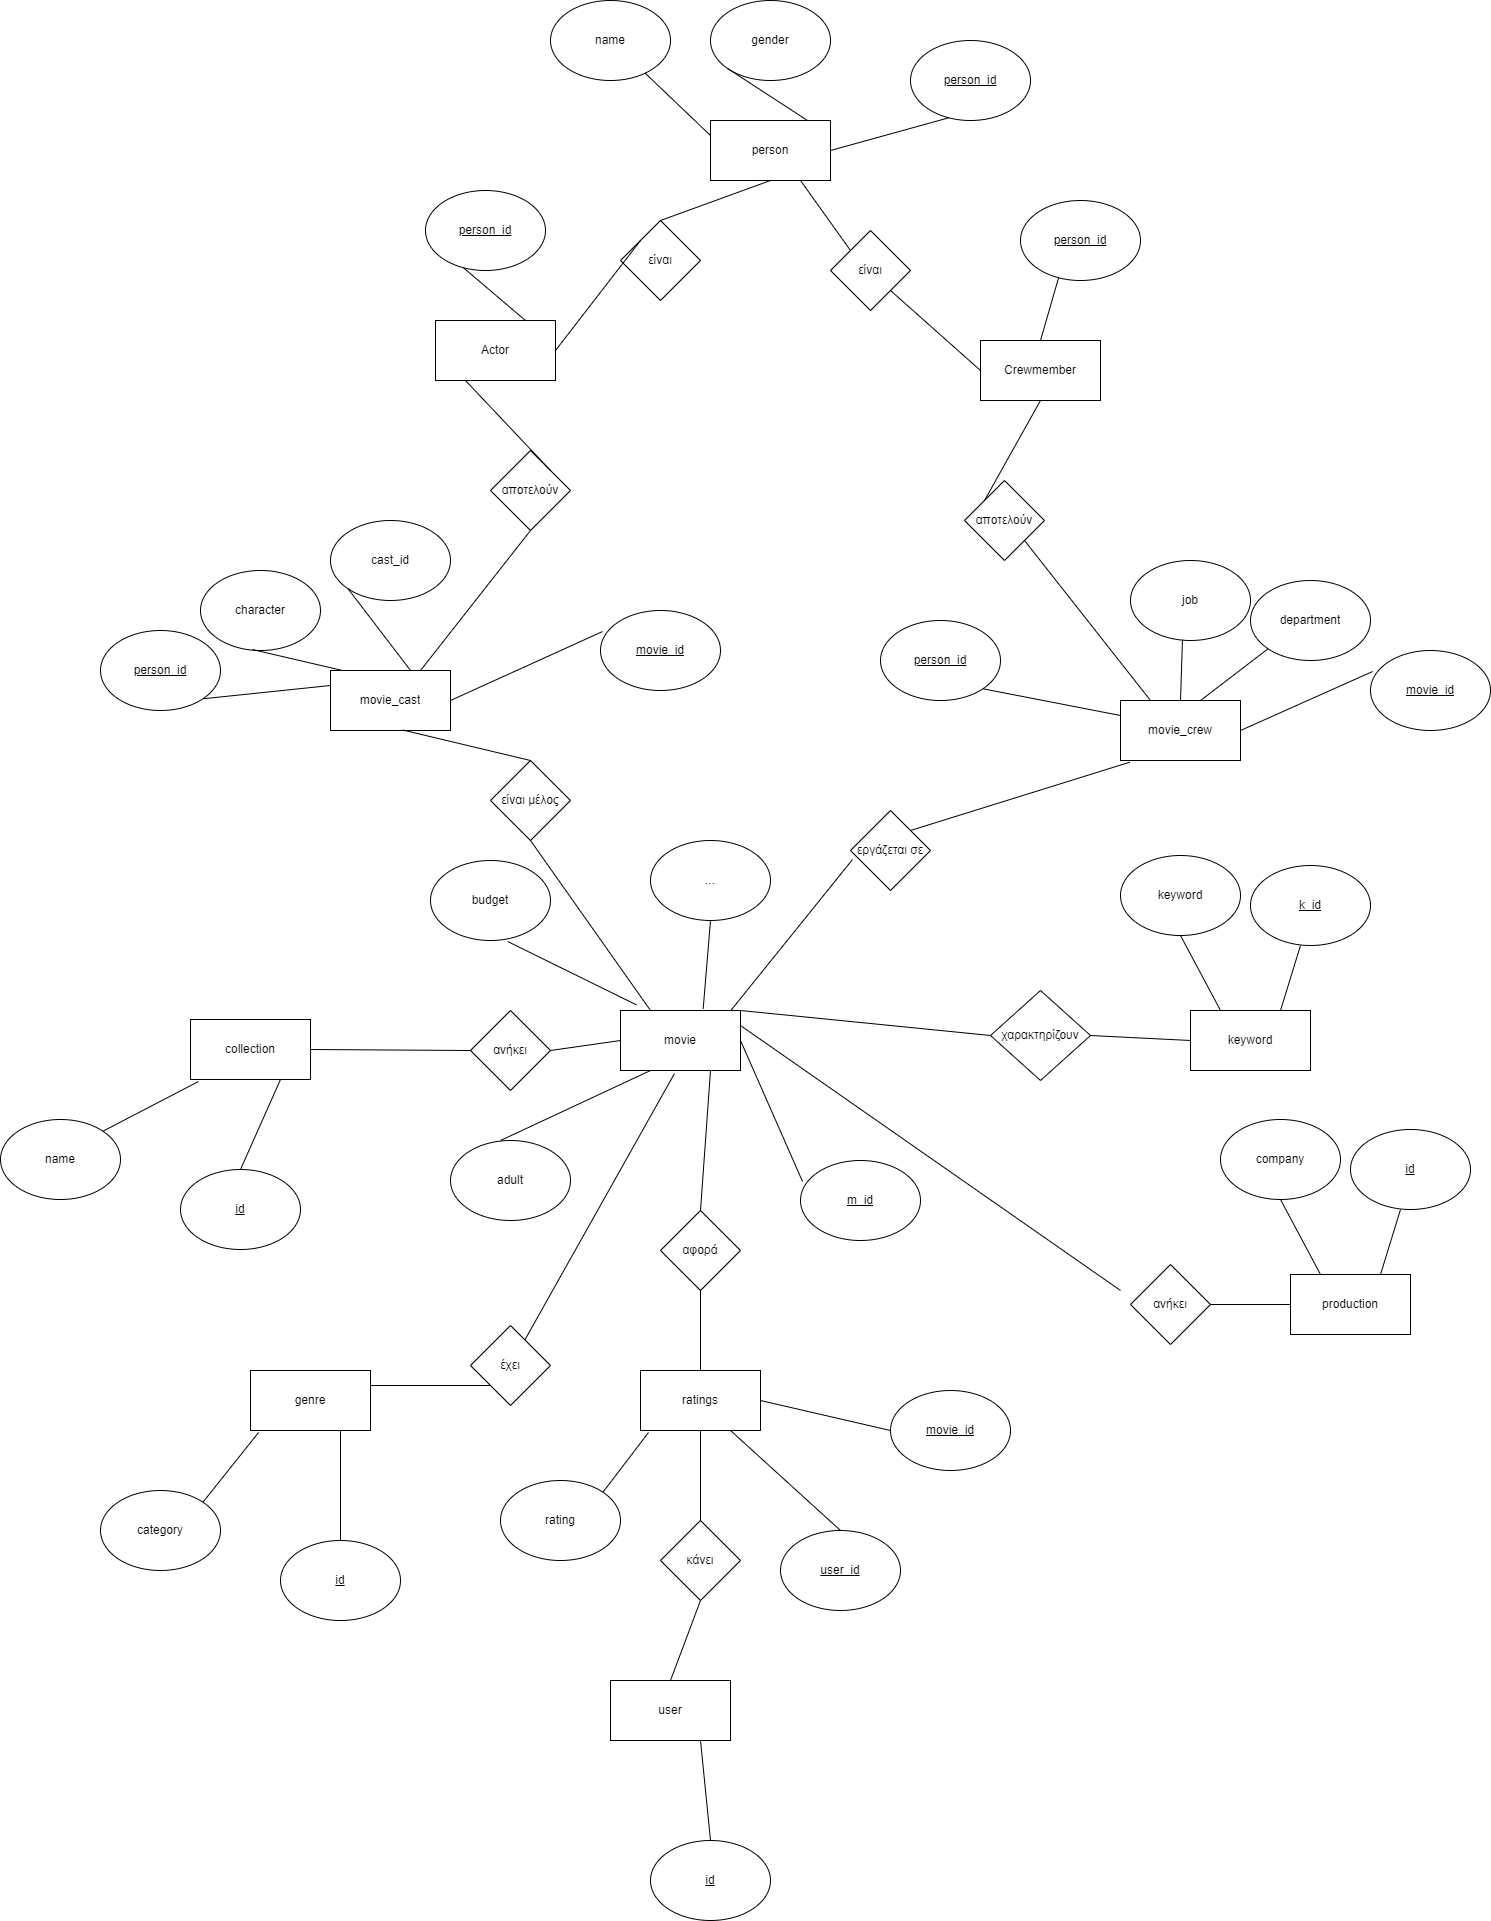 name
gender
person_id
person
person_id
person_id
είναι
είναι
Actor
Crewmember
αποτελούν
αποτελούν
cast_id
character
person_id
movie_id
movie_cast
job
department
person_id
movie_id
movie_crew
είναι μέλος
εργάζεται σε
budget
...
keyword
k_id
collection
ανήκει
movie
χαρακτηρίζουν
keyword
name
id
adult
m_id
company
id
αφορά
ανήκει
production
έχει
genre
ratings
movie_id
category
id
rating
κάνει
user_id
user
id